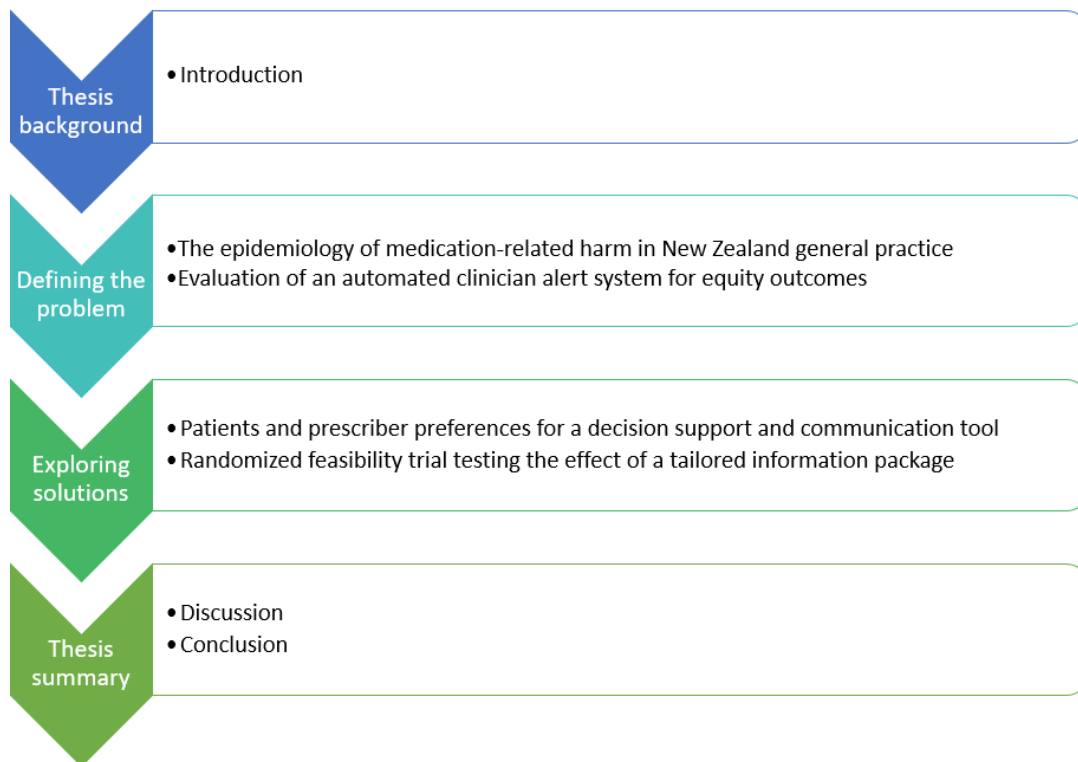 Thesis
background
• Introduction
Defining the
problem
•The epidemiology of medication-related harm in New Zealand general practice
•Evaluation of an automated clinician alert system for equity outcomes
Exploring
solutions
• Patients and prescriber preferences for a decision support and communication tool
• Randomized feasibility trial testing the effect of a tailored information package
Thesis
summary
• Discussion
• Conclusion